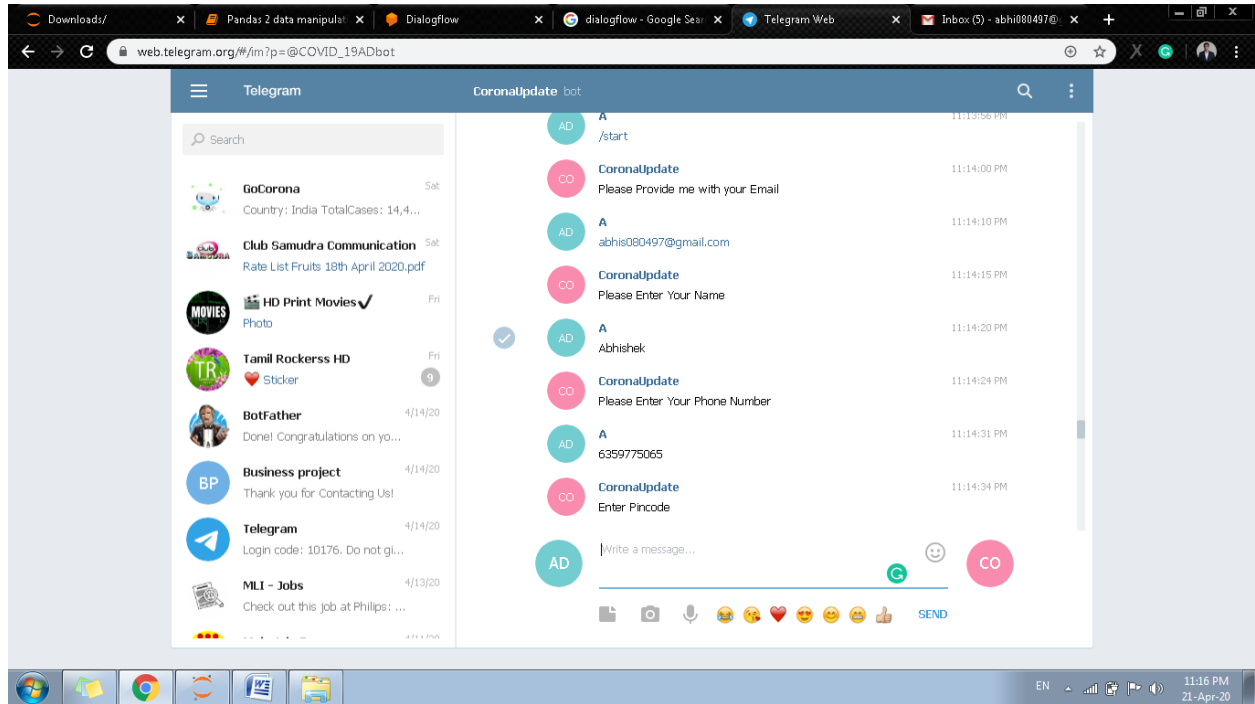 Downloads/
Pandas 2 data manipulati
Dialogflow
dialogflow - Google Sear
Telegram Web
Inbox (5) - abhi080497@g
web.telegram.org/#/im?p=@COVID_19ADbot
Telegram
CoronaUpdate bot
Search
GoCorona Sat
Country: India TotalCases: 14,4...
Club Samudra Communication Sat
Rate List Fruits 18th April 2020.pdf
MOVIES
HD Print Movies Fri
Photo
TR
Tamil Rockerss HD Fri
Sticker 9
BotFather 4/14/20
Done! Congratulations on yo...
BP
Business project 4/14/20
Thank you for Contacting Us!
Telegram 4/14/20
Login code: 10176. Do not gi...
MLI - Jobs 4/13/20
Check out this job at Philips: ...
AD
A 11:13:56 PM
/start
CO
CoronaUpdate 11:14:00 PM
Please Provide me with your Email
AD
A 11:14:10 PM
abhis080497@gmail.com
CO
CoronaUpdate 11:14:15 PM
Please Enter Your Name
AD
A 11:14:20 PM
Abhishek
CO
CoronaUpdate 11:14:24 PM
Please Enter Your Phone Number
AD
A 11:14:31 PM
6359775065
CO
CoronaUpdate 11:14:34 PM
Enter Pincode
AD
Write a message...
CO
SEND
EN
11:16 PM
21-Apr-20